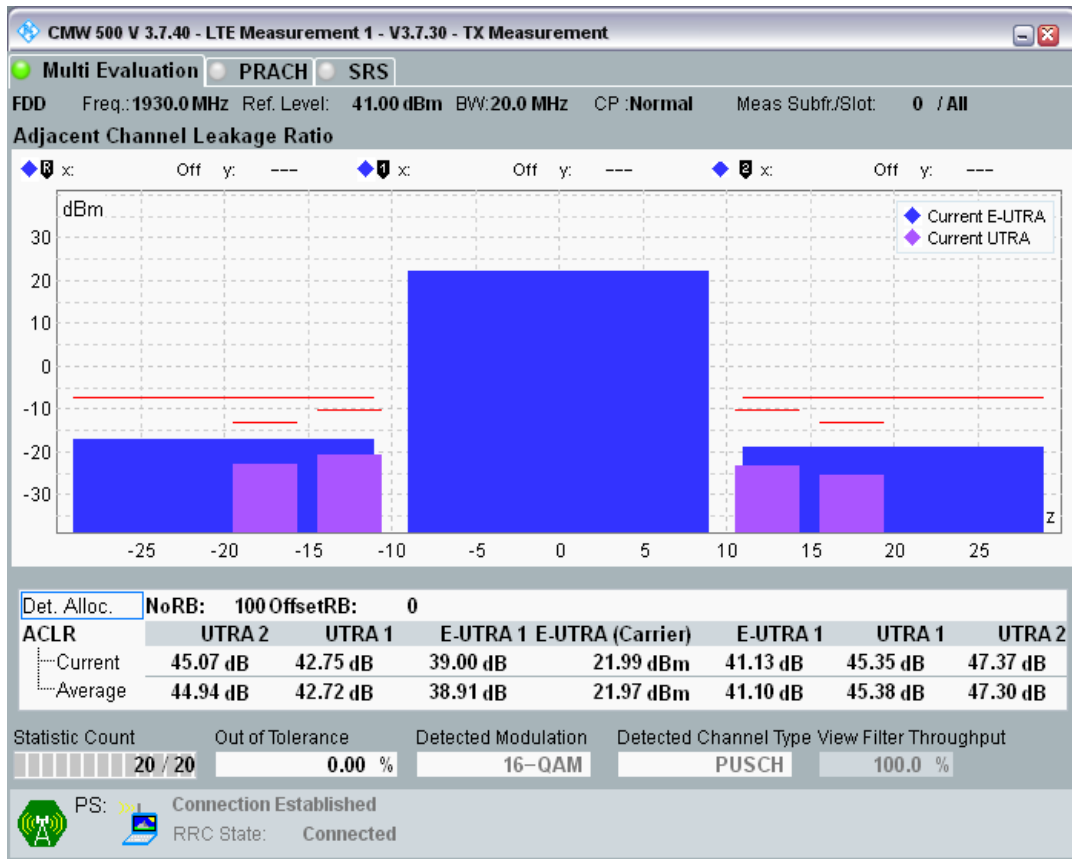 CMW 500 V 3.7.40 - LTE Measurement 1 - V3.7.30 - TX Measurement
Multi Evaluation PRACH SRS
FDD Freq.: 1930.0 MHz Ref. Level: 41.00 dBm BW: 20.0 MHz CP : Normal Meas Subfr./Slot: 0 / All
Adjacent Channel Leakage Ratio
R x: Off y: --- 1 x: Off y: --- 2 x: Off y: ---
dBm
Current E-UTRA
Current UTRA
30
20
10
0
-10
-20
-30
z
-25 -20 -15 -10 -5 0 5 10 15 20 25
Det. Alloc. NoRB: 100 OffsetRB: 0
ACLR UTRA 2 UTRA 1 E-UTRA 1 E-UTRA (Carrier) E-UTRA 1 UTRA 1 UTRA 2
Current 45.07 dB 42.75 dB 39.00 dB 21.99 dBm 41.13 dB 45.35 dB 47.37 dB
Average 44.94 dB 42.72 dB 38.91 dB 21.97 dBm 41.10 dB 45.38 dB 47.30 dB
Statistic Count Out of Tolerance Detected Modulation Detected Channel Type View Filter Throughput
20 / 20 0.00 % 16-QAM PUSCH 100.0 %
PS: Connection Established
RRC State: Connected